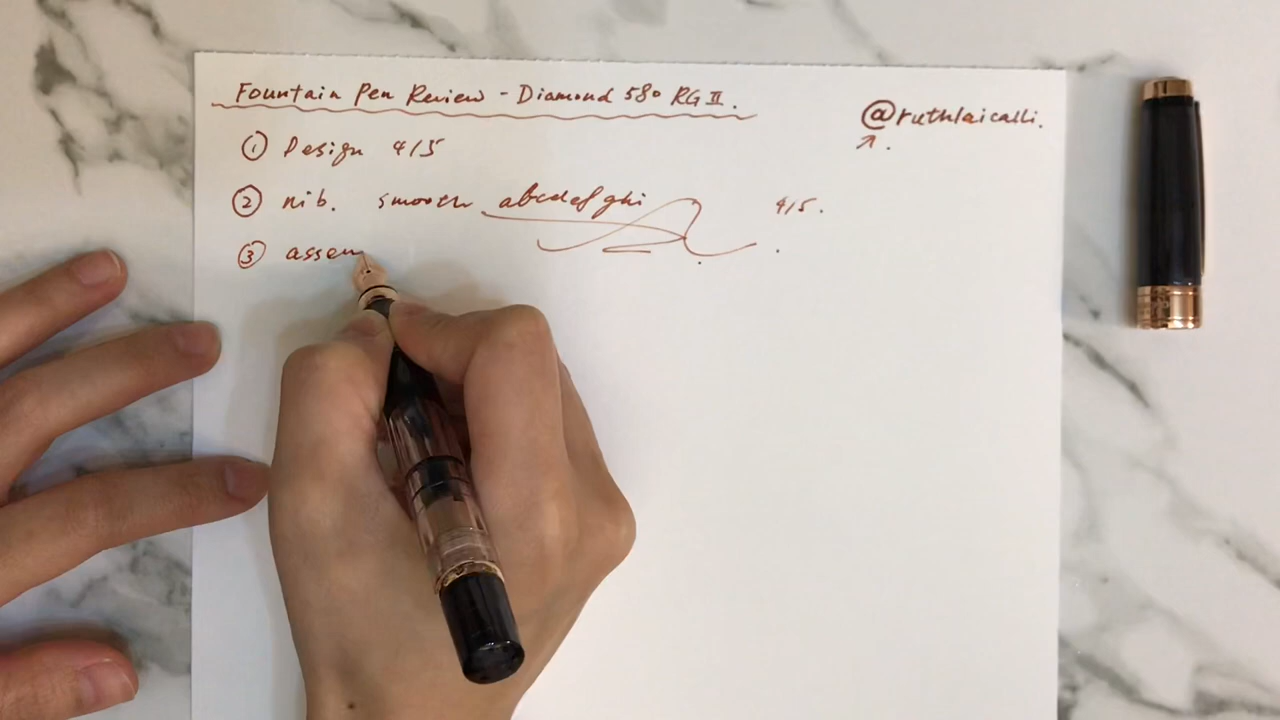 Fountain Pen Review - Diamond 580 RG II.
@ruthlaicalli.
① Design 4/5
② nib. smooth abcdefghi 4/5.
③ assem